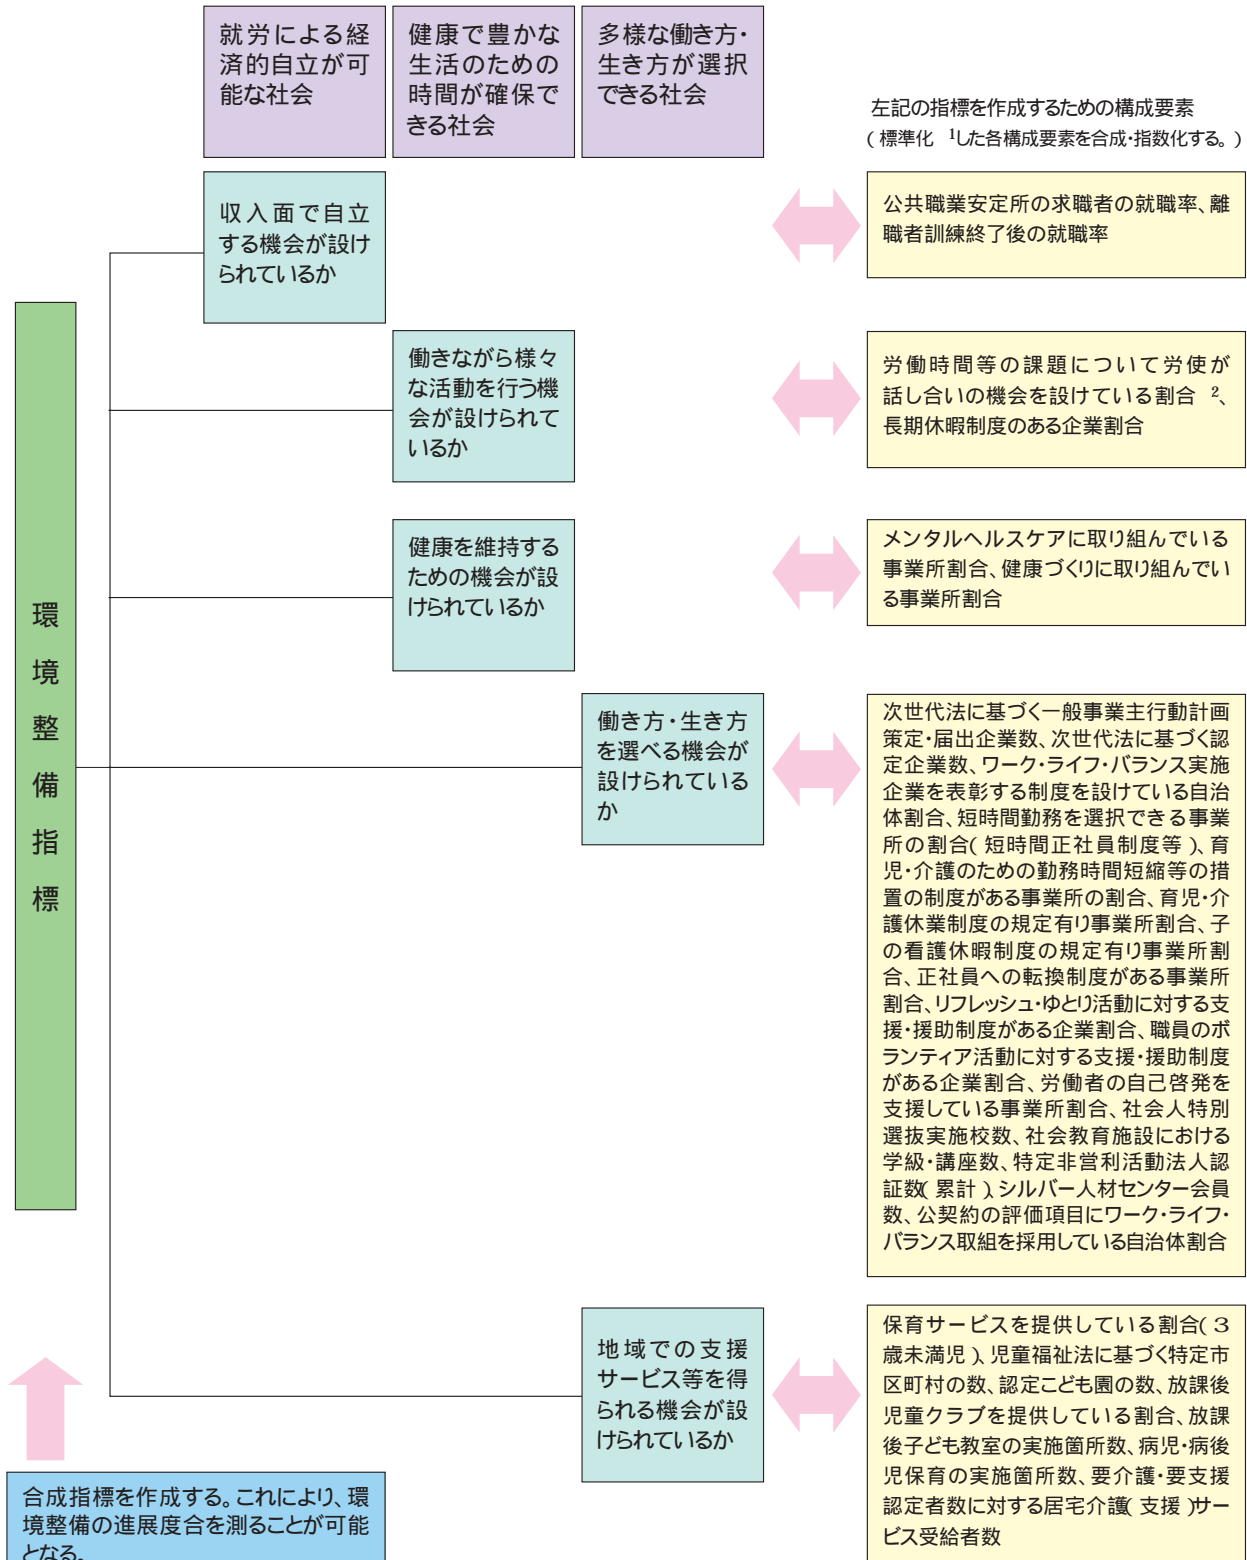 就労による経
済的自立が可
能な社会
健康で豊かな
生活のための
時間が確保で
きる社会
多様な働き方・
生き方が選択
できる社会
左記の指標を作成するための構成要素
(標準化 1した各構成要素を合成・指数化する。)
収入面で自立
する機会が設け
られているか
公共職業安定所の求職者の就職率、離
職者訓練終了後の就職率
働きながら様々
な活動を行う機
会が設けられて
いるか
労働時間等の課題について労使が
話し合いの機会を設けている割合 2、
長期休暇制度のある企業割合
健康を維持する
ための機会が設
けられているか
メンタルヘルスケアに取り組んでいる
事業所割合、健康づくりに取り組んでい
る事業所割合
環
境
整
備
指
標
働き方・生き方
を選べる機会が
設けられている
か
次世代法に基づく一般事業主行動計画
策定・届出企業数、次世代法に基づく認
定企業数、ワーク・ライフ・バランス実施
企業を表彰する制度を設けている自治
体割合、短時間勤務を選択できる事業
所の割合(短時間正社員制度等)、育
児・介護のための勤務時間短縮等の措
置の制度がある事業所の割合、育児・介
護休業制度の規定有り事業所割合、子
の看護休暇制度の規定有り事業所割
合、正社員への転換制度がある事業所
割合、リフレッシュ・ゆとり活動に対する支
援・援助制度がある企業割合、職員のボ
ランティア活動に対する支援・援助制度
がある企業割合、労働者の自己啓発を
支援している事業所割合、社会人特別
選抜実施校数、社会教育施設における
学級・講座数、特定非営利活動法人認
証数(累計)、シルバー人材センター会員
数、公契約の評価項目にワーク・ライフ・
バランス取組を採用している自治体割合
地域での支援
サービス等を得
られる機会が設
けられているか
保育サービスを提供している割合(3
歳未満児)、児童福祉法に基づく特定市
区町村の数、認定こども園の数、放課後
児童クラブを提供している割合、放課
後子ども教室の実施箇所数、病児・病後
児保育の実施箇所数、要介護・要支援
認定者数に対する居宅介護(支援)サー
ビス受給者数
合成指標を作成する。これにより、環
境整備の進展度合を測ることが可能
となる。